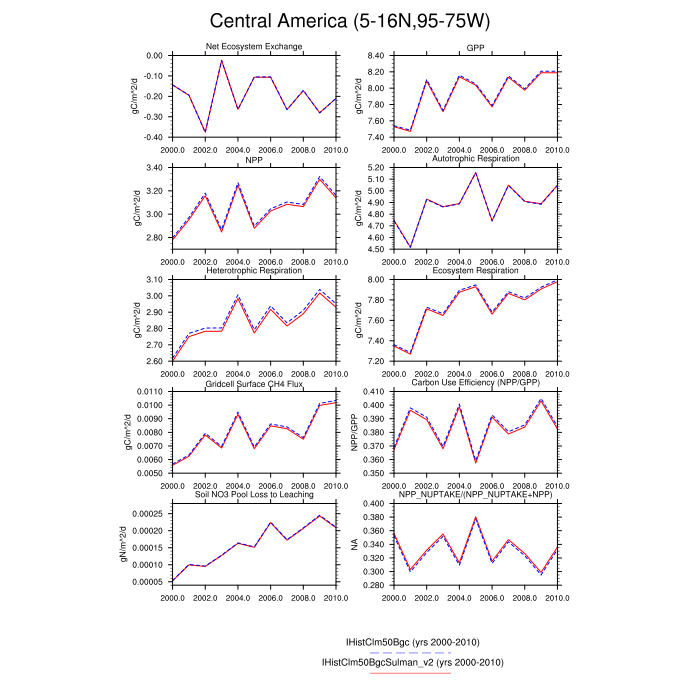 Central America (5-16N,95-75W)
Net Ecosystem Exchange
GPP
gC/m^2/d
0.00
-0.10
-0.20
-0.30
-0.40
2000.0 2002.0 2004.0 2006.0 2008.0 2010.0
gC/m^2/d
8.40
8.20
8.00
7.80
7.60
7.40
2000.0 2002.0 2004.0 2006.0 2008.0 2010.0
NPP
Autotrophic Respiration
gC/m^2/d
3.40
3.20
3.00
2.80
2000.0 2002.0 2004.0 2006.0 2008.0 2010.0
gC/m^2/d
5.20
5.10
5.00
4.90
4.80
4.70
4.60
4.50
2000.0 2002.0 2004.0 2006.0 2008.0 2010.0
Heterotrophic Respiration
Ecosystem Respiration
gC/m^2/d
3.10
3.00
2.90
2.80
2.70
2.60
2000.0 2002.0 2004.0 2006.0 2008.0 2010.0
gC/m^2/d
8.00
7.80
7.60
7.40
7.20
2000.0 2002.0 2004.0 2006.0 2008.0 2010.0
Gridcell Surface CH4 Flux
Carbon Use Efficiency (NPP/GPP)
gC/m^2/d
0.0110
0.0100
0.0090
0.0080
0.0070
0.0060
0.0050
2000.0 2002.0 2004.0 2006.0 2008.0 2010.0
NPP/GPP
0.410
0.400
0.390
0.380
0.370
0.360
0.350
2000.0 2002.0 2004.0 2006.0 2008.0 2010.0
Soil NO3 Pool Loss to Leaching
NPP_NUPTAKE/(NPP_NUPTAKE+NPP)
gN/m^2/d
0.00025
0.00020
0.00015
0.00010
0.00005
2000.0 2002.0 2004.0 2006.0 2008.0 2010.0
NA
0.400
0.380
0.360
0.340
0.320
0.300
0.280
2000.0 2002.0 2004.0 2006.0 2008.0 2010.0
IHistClm50Bgc (yrs 2000-2010)
IHistClm50BgcSulman_v2 (yrs 2000-2010)